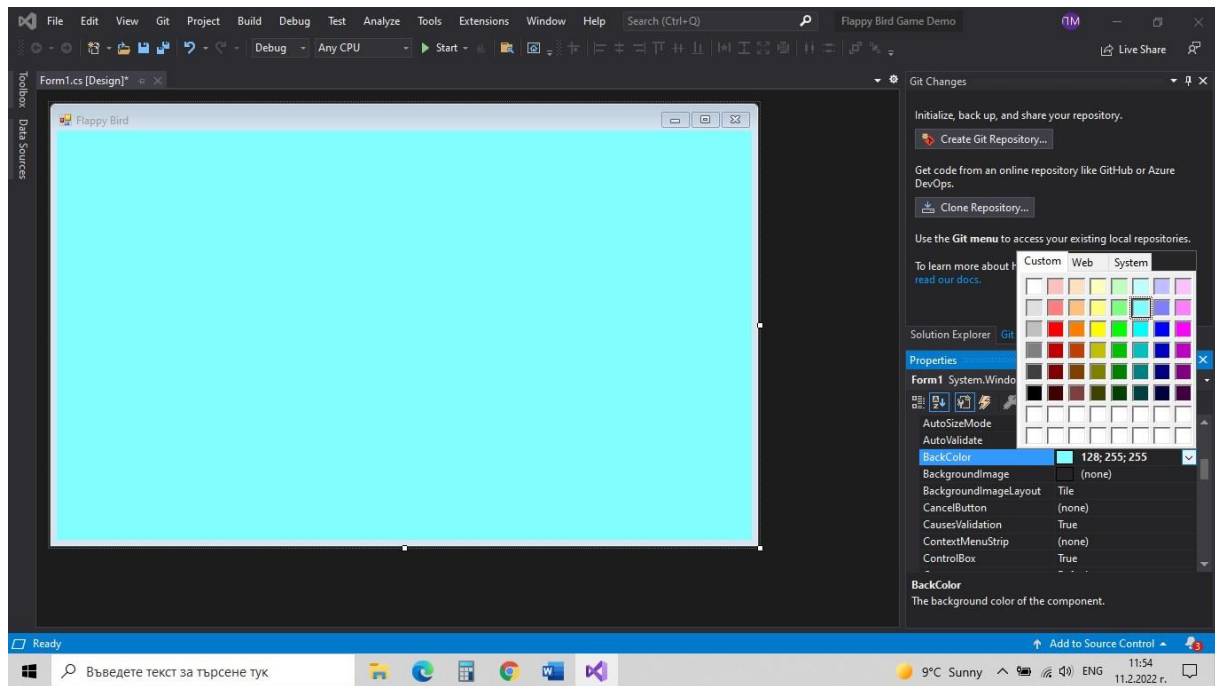 File Edit View Git Project Build Debug Test Analyze Tools Extensions Window Help Search (Ctrl+Q) Flappy Bird Game Demo ПМ
Debug Any CPU Start Live Share
Toolbox
Data Sources
Form1.cs [Design]*
Flappy Bird
Git Changes
Initialize, back up, and share your repository.
Create Git Repository...
Get code from an online repository like GitHub or Azure
DevOps.
Clone Repository...
Use the Git menu to access your existing local repositories.
To learn more about
read our docs.
Custom Web System
Solution Explorer Git
Properties
Form1 System.Windo
AutoSizeMode
AutoValidate
BackColor 128; 255; 255
BackgroundImage (none)
BackgroundImageLayout Tile
CancelButton (none)
CausesValidation True
ContextMenuStrip (none)
ControlBox True
BackColor
The background color of the component.
Ready Add to Source Control 3
Въведете текст за търсене тук 9°C Sunny ENG 11:54
11.2.2022 г.